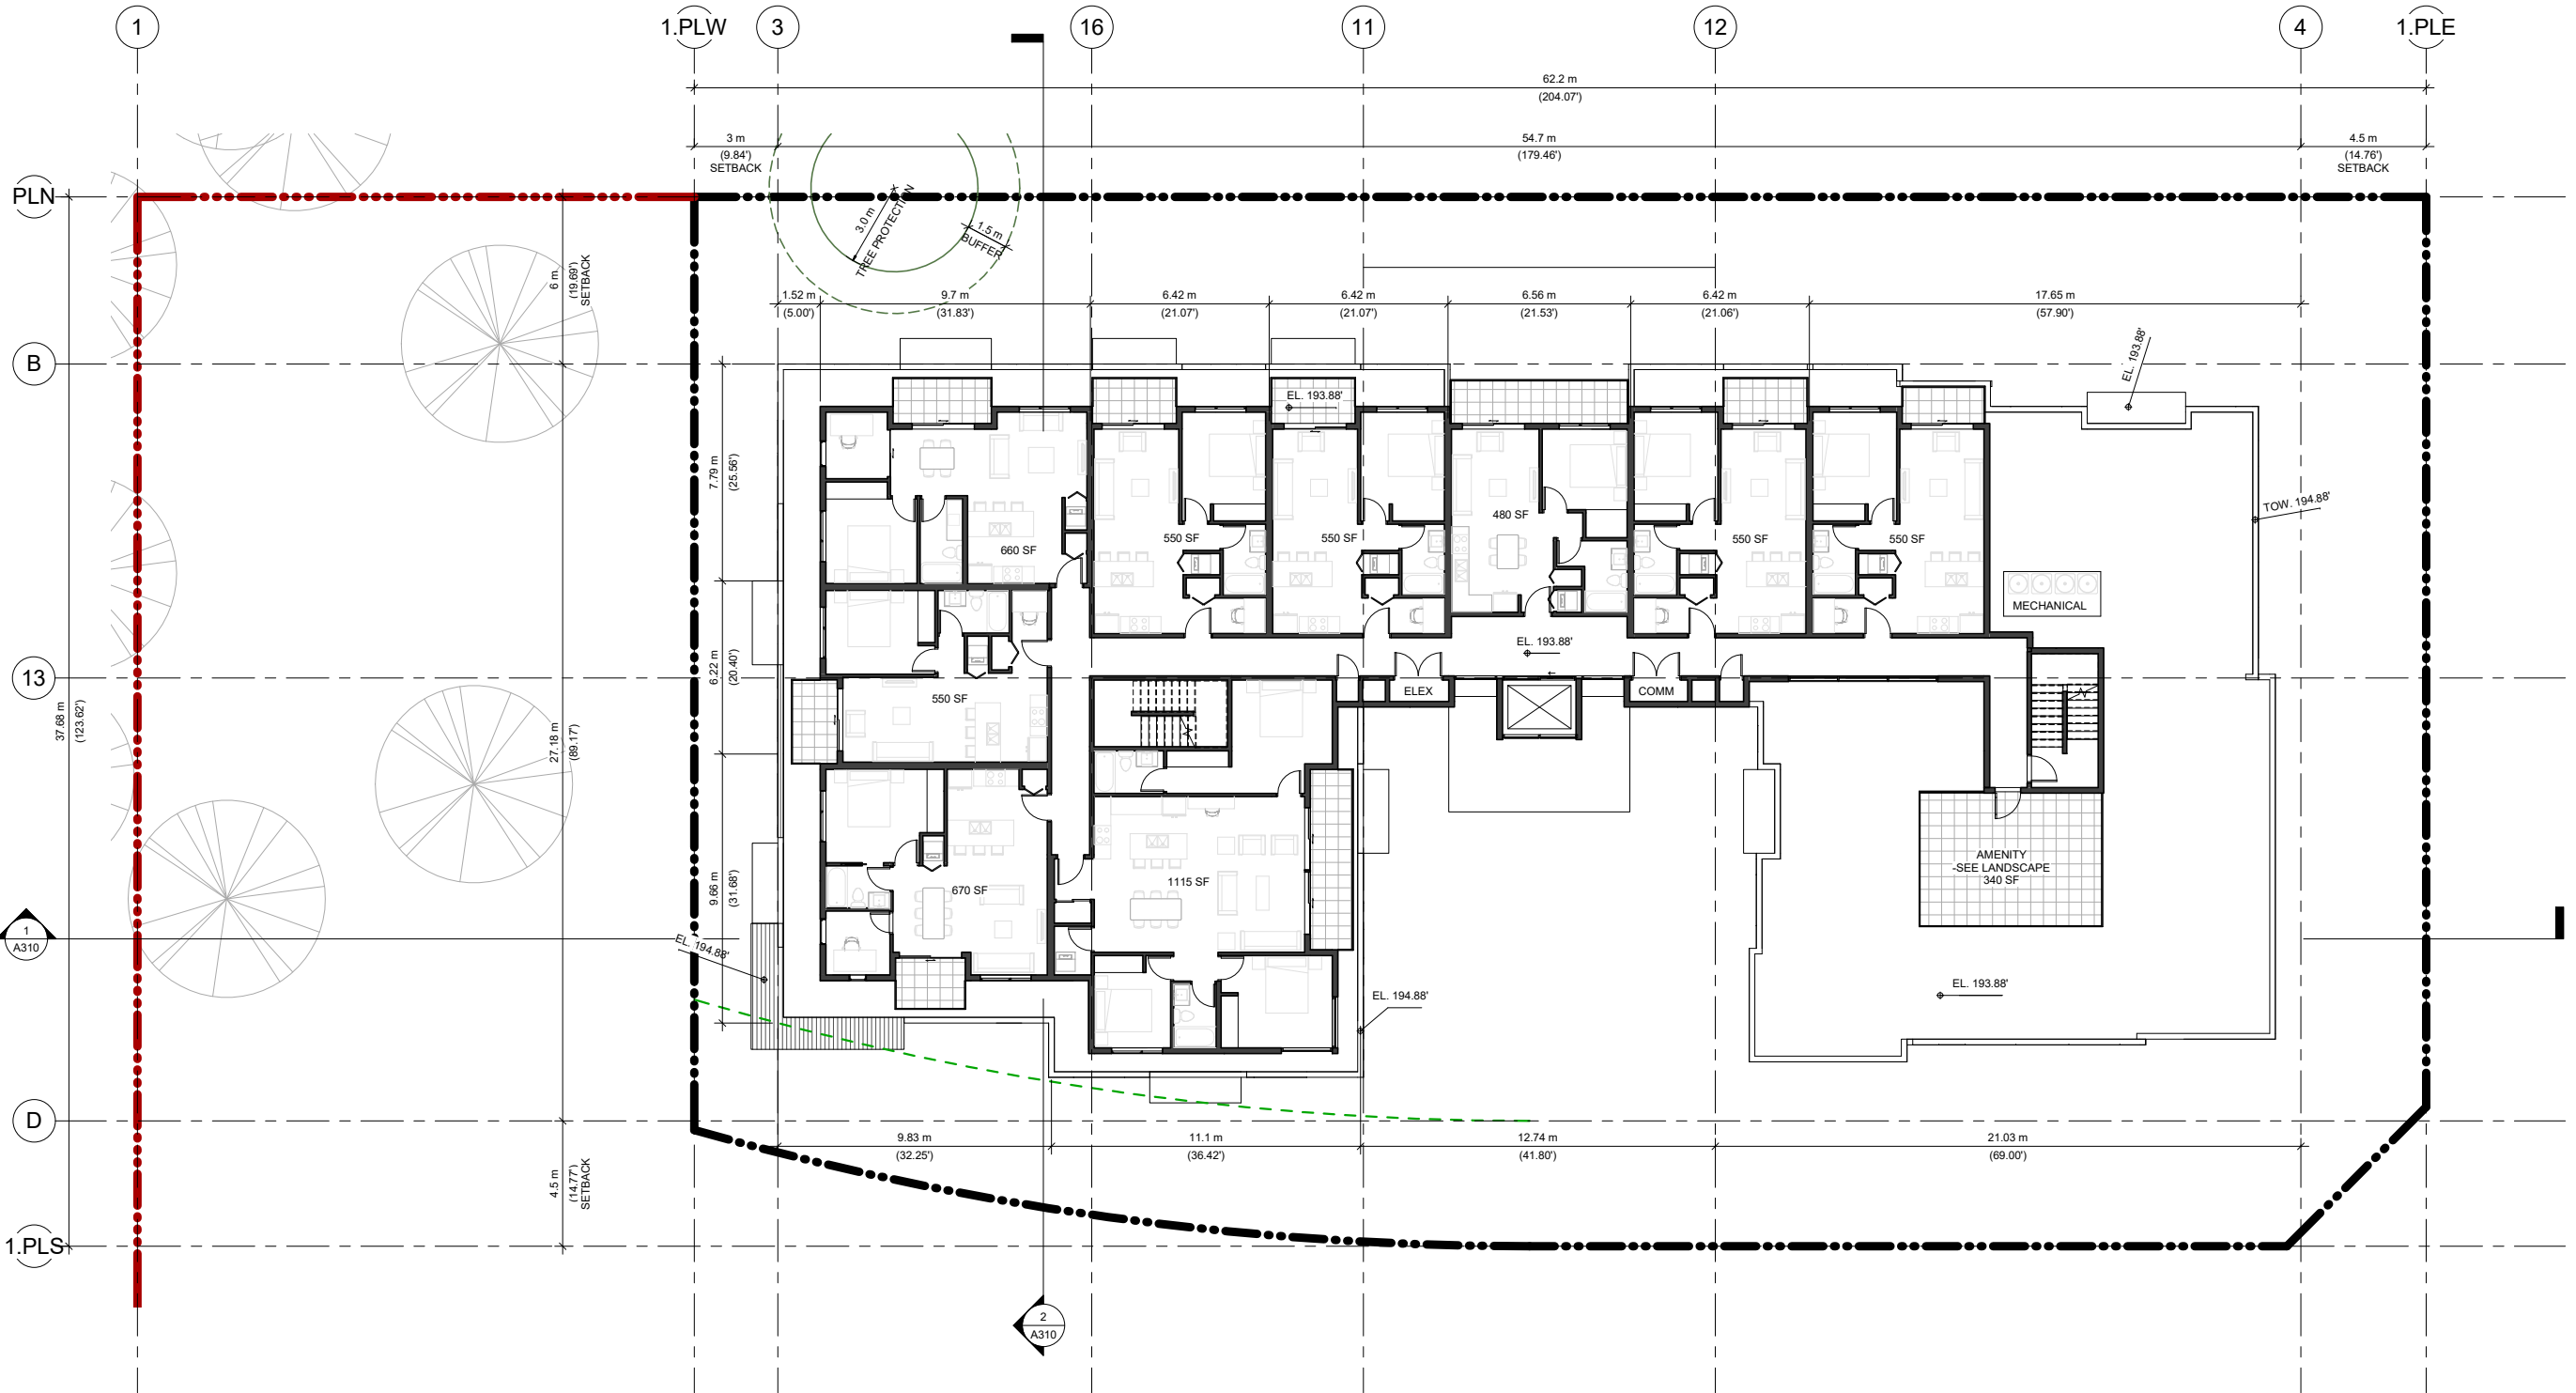 1
1.PLW
3
16
11
12
4
1.PLE
62.2 m
(204.07')
3 m
(9.84')
SETBACK
54.7 m
(179.46')
4.5 m
(14.76')
SETBACK
PLN
3.0 m
TREE PROTECTION
1.5 m
BUFFER
6 m
(19.69')
SETBACK
1.52 m
(5.00')
9.7 m
(31.83')
6.42 m
(21.07')
6.42 m
(21.07')
6.56 m
(21.53')
6.42 m
(21.06')
17.65 m
(57.90')
B
EL. 193.88'
EL. 193.88'
7.79 m
(25.56')
TOW. 194.88'
660 SF
550 SF
550 SF
480 SF
550 SF
550 SF
MECHANICAL
EL. 193.88'
13
6.22 m
(20.40')
ELEX
COMM
550 SF
37.68 m
(123.62')
27.18 m
(89.17')
9.66 m
(31.68')
670 SF
1115 SF
AMENITY
-SEE LANDSCAPE
340 SF
1
A310
EL. 194.88'
EL. 194.88'
EL. 193.88'
D
9.83 m
(32.25')
11.1 m
(36.42')
12.74 m
(41.80')
21.03 m
(69.00')
4.5 m
(14.77')
SETBACK
1.PLS
2
A310